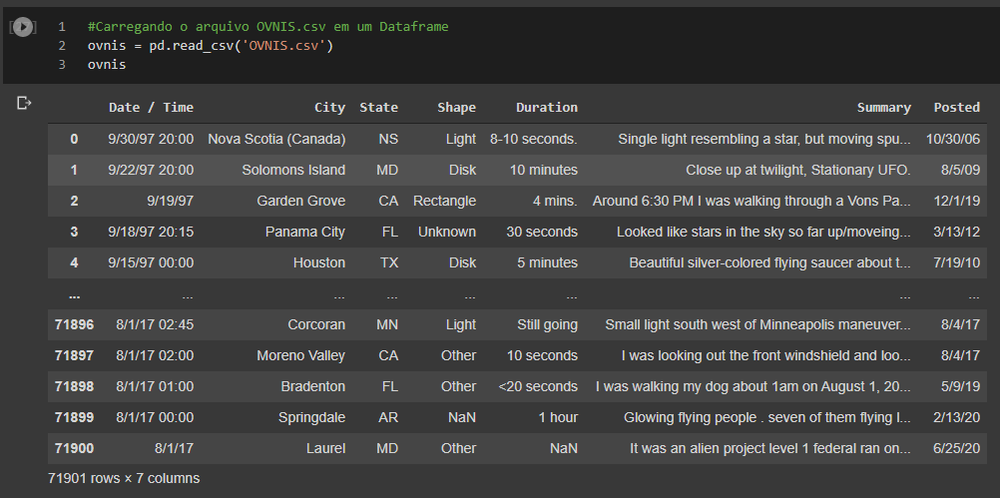 1 #Carregando o arquivo OVNIS.csv em um Dataframe
2 ovnis = pd.read_csv('OVNIS.csv')
3 ovnis
Date / Time City State Shape Duration Summary Posted
0 9/30/97 20:00 Nova Scotia (Canada) NS Light 8-10 seconds. Single light resembling a star, but moving spu... 10/30/06
1 9/22/97 20:00 Solomons Island MD Disk 10 minutes Close up at twilight, Stationary UFO. 8/5/09
2 9/19/97 Garden Grove CA Rectangle 4 mins. Around 6:30 PM I was walking through a Vons Pa... 12/1/19
3 9/18/97 20:15 Panama City FL Unknown 30 seconds Looked like stars in the sky so far up/moveing... 3/13/12
4 9/15/97 00:00 Houston TX Disk 5 minutes Beautiful silver-colored flying saucer about t... 7/19/10
... ... ... ... ... ... ... ...
71896 8/1/17 02:45 Corcoran MN Light Still going Small light south west of Minneapolis maneuver... 8/4/17
71897 8/1/17 02:00 Moreno Valley CA Other 10 seconds I was looking out the front windshield and loo... 8/4/17
71898 8/1/17 01:00 Bradenton FL Other <20 seconds I was walking my dog about 1am on August 1, 20... 5/9/19
71899 8/1/17 00:00 Springdale AR NaN 1 hour Glowing flying people . seven of them flying l... 2/13/20
71900 8/1/17 Laurel MD Other NaN It was an alien project level 1 federal ran on... 6/25/20
71901 rows × 7 columns